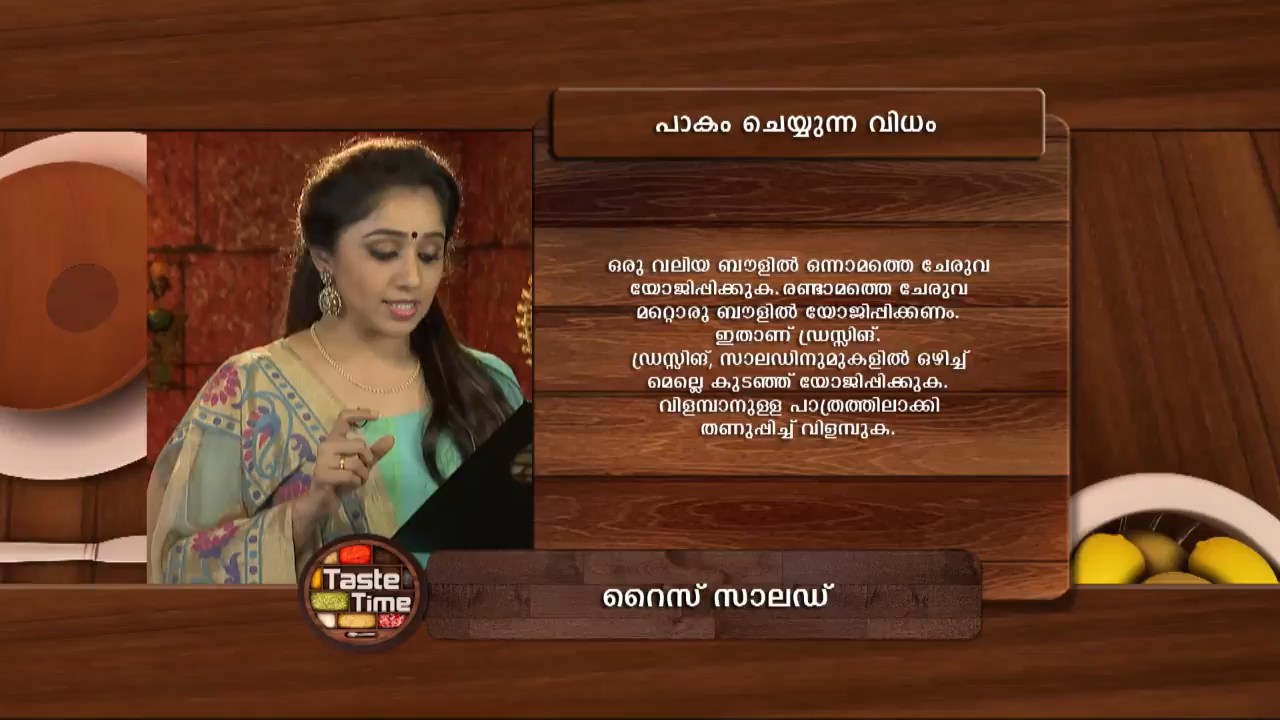 പാകം ചെയ്യുന്ന വിധം
ഒരു വലിയ ബൗളിൽ ഒന്നാമത്തെ ചേരുവ
യോജിപ്പിക്കുക. രണ്ടാമത്തെ ചേരുവ
മറ്റൊരു ബൗളിൽ യോജിപ്പിക്കണം.
ഇതാണ് ഡ്രസ്സിങ്.
ഡ്രസ്സിങ്, സാലഡിനുമുകളിൽ ഒഴിച്ച്
മെല്ലെ കുടഞ്ഞ് യോജിപ്പിക്കുക.
വിളമ്പാനുള്ള പാത്രത്തിലാക്കി
തണുപ്പിച്ച് വിളമ്പുക.
Taste
Time
റൈസ് സാലഡ്